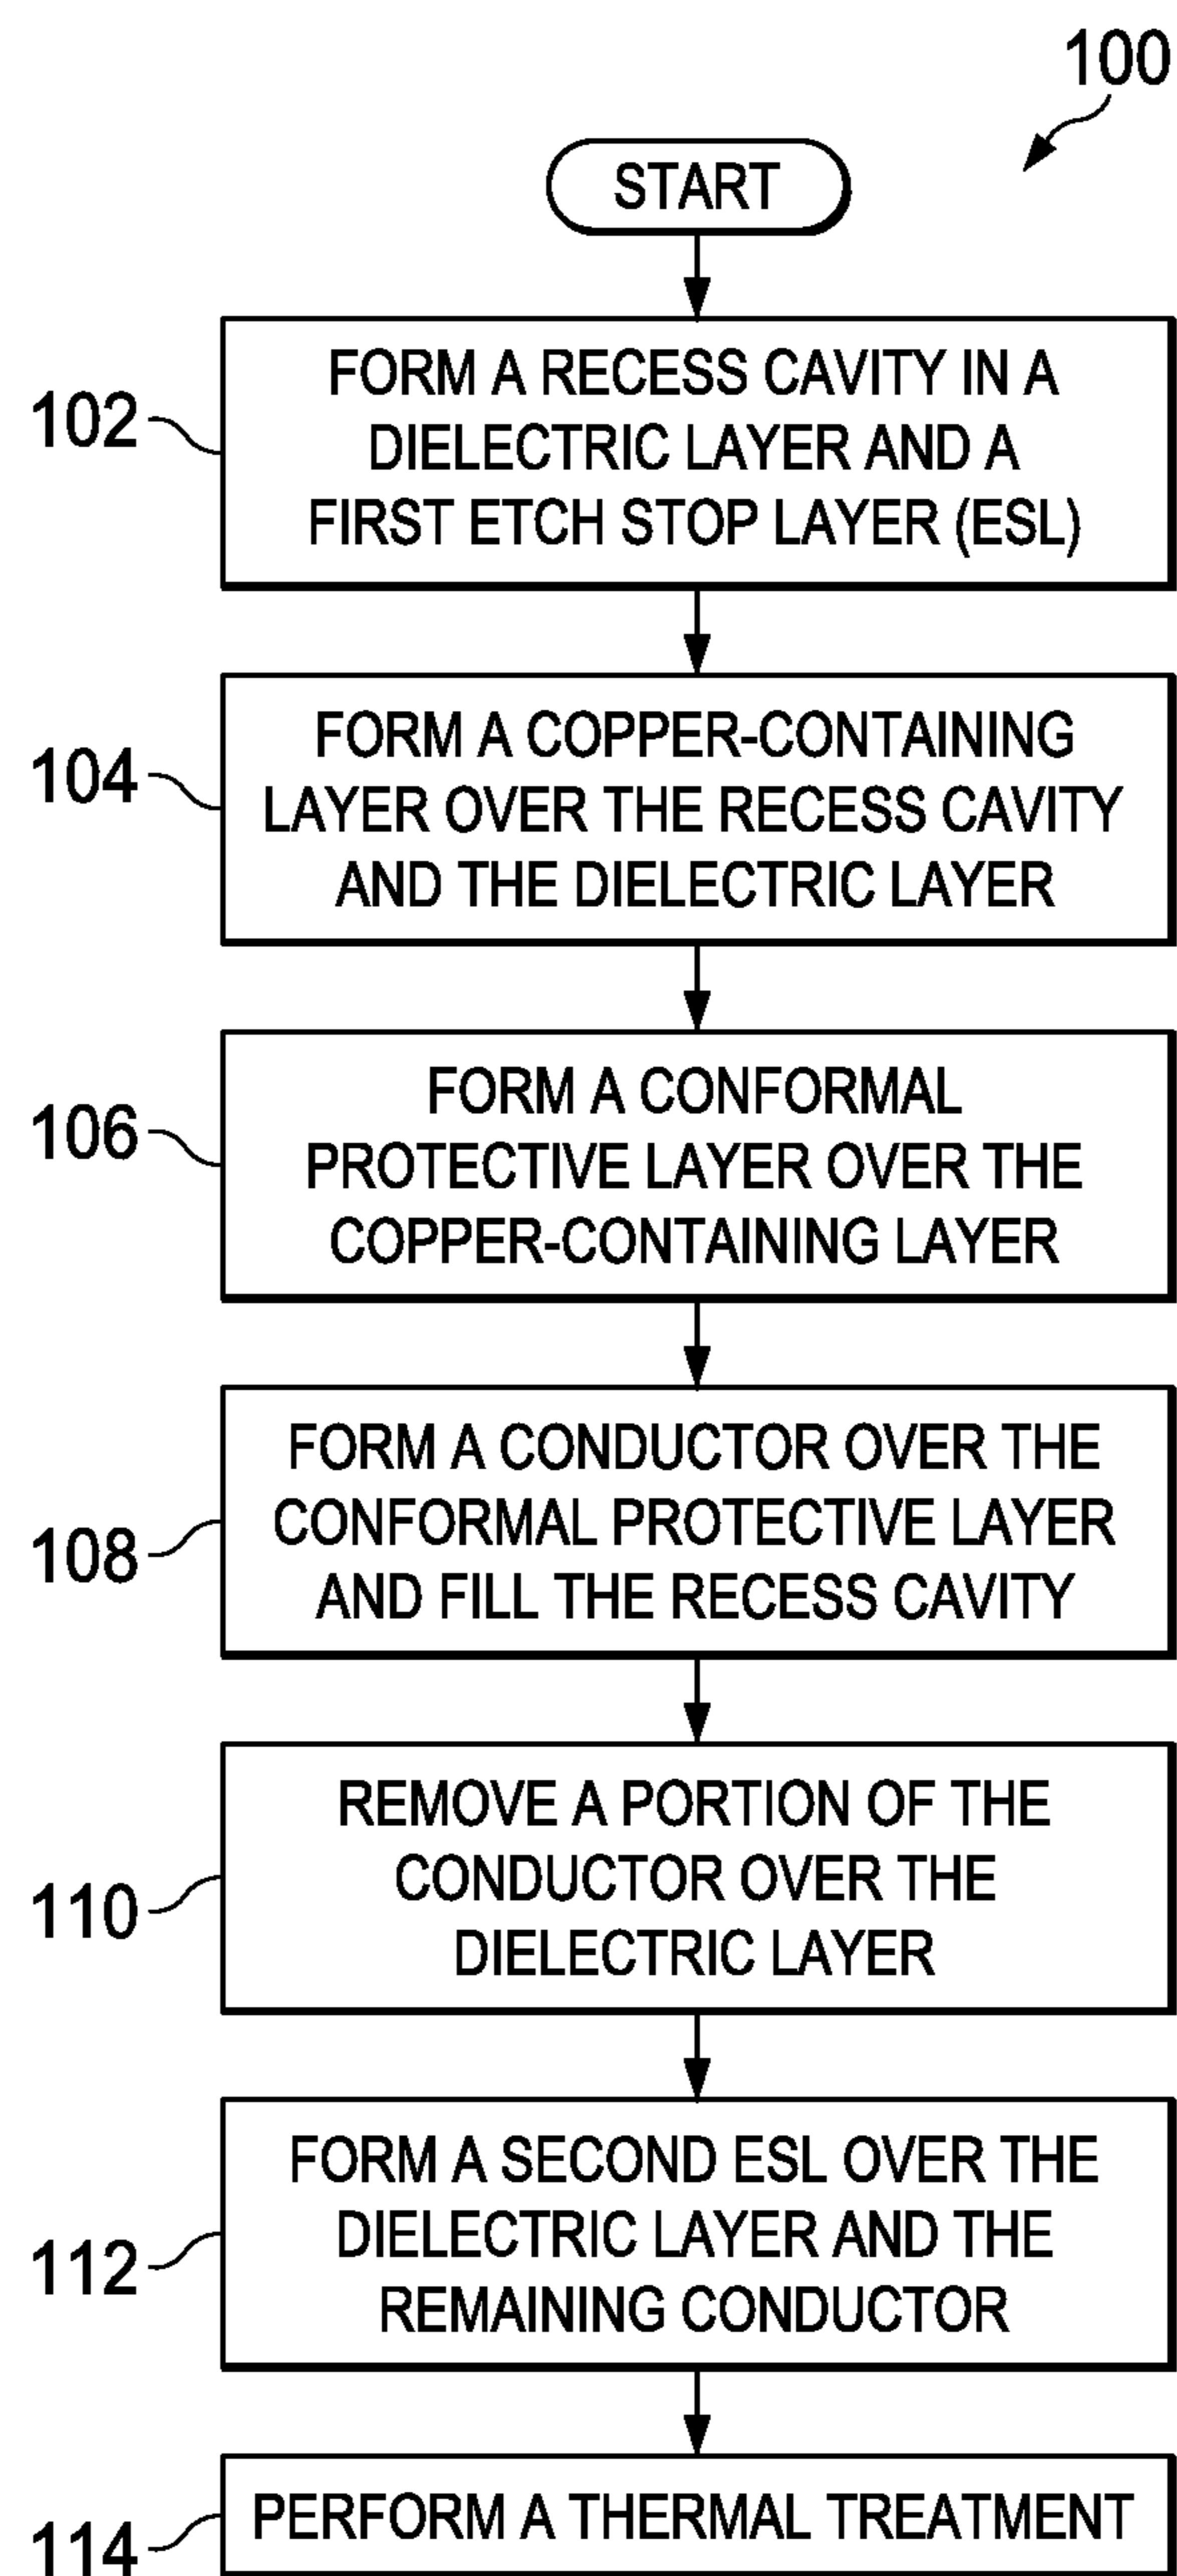 100
START
102
FORM A RECESS CAVITY IN A
DIELECTRIC LAYER AND A
FIRST ETCH STOP LAYER (ESL)
104
FORM A COPPER-CONTAINING
LAYER OVER THE RECESS CAVITY
AND THE DIELECTRIC LAYER
106
FORM A CONFORMAL
PROTECTIVE LAYER OVER THE
COPPER-CONTAINING LAYER
108
FORM A CONDUCTOR OVER THE
CONFORMAL PROTECTIVE LAYER
AND FILL THE RECESS CAVITY
110
REMOVE A PORTION OF THE
CONDUCTOR OVER THE
DIELECTRIC LAYER
112
FORM A SECOND ESL OVER THE
DIELECTRIC LAYER AND THE
REMAINING CONDUCTOR
114
PERFORM A THERMAL TREATMENT